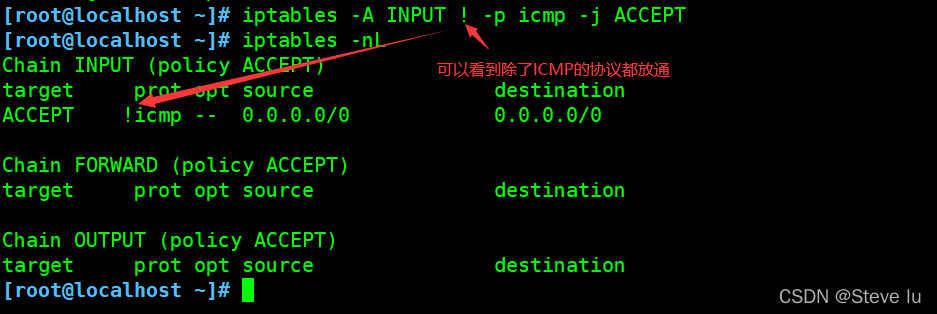 [root@localhost ~]# iptables -A INPUT ! -p icmp -j ACCEPT
[root@localhost ~]# iptables -nL
Chain INPUT (policy ACCEPT)
可以看到除了ICMP的协议都放通
target     prot opt source               destination
ACCEPT    !icmp --  0.0.0.0/0            0.0.0.0/0
Chain FORWARD (policy ACCEPT)
target     prot opt source               destination
Chain OUTPUT (policy ACCEPT)
target     prot opt source               destination
[root@localhost ~]#
CSDN @Steve lu